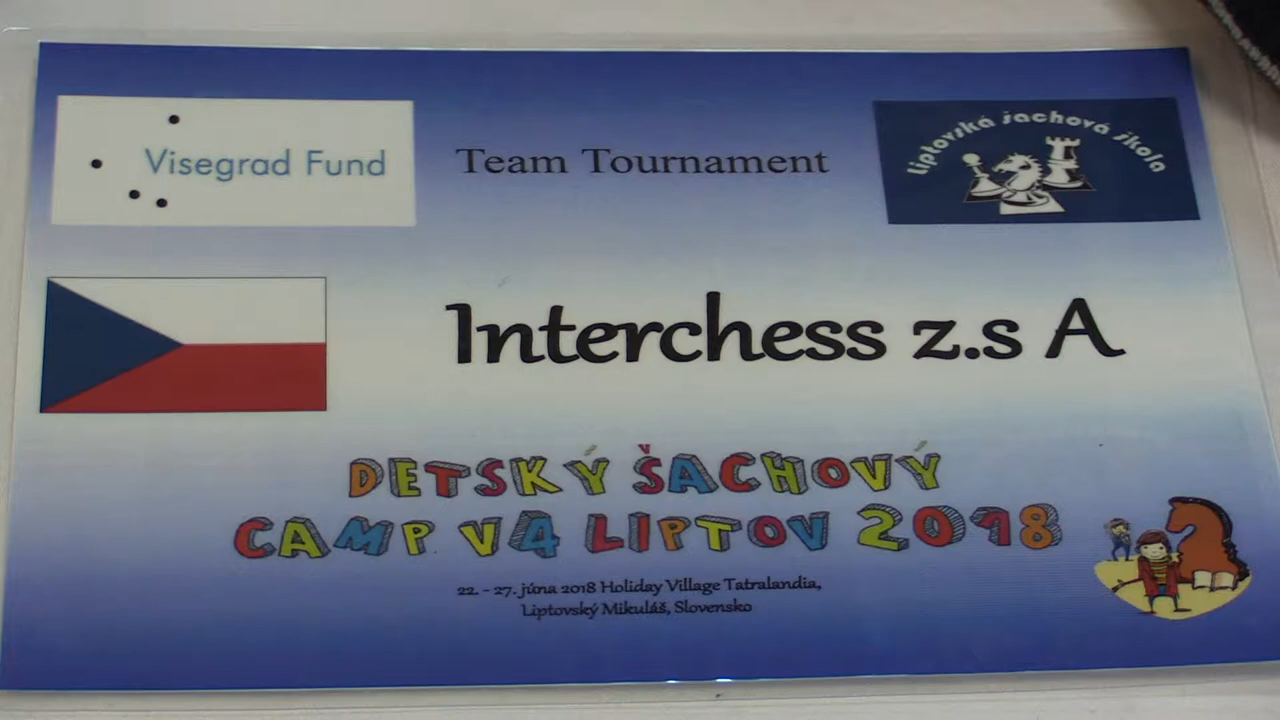 Visegrad Fund
Team Tournament
Liptovská šachová škola
Interchess z.s A
DETSKÝ ŠACHOVÝ
CAMP V4 LIPTOV 2018
22. - 27. júna 2018 Holiday Village Tatralandia,
Liptovský Mikuláš, Slovensko